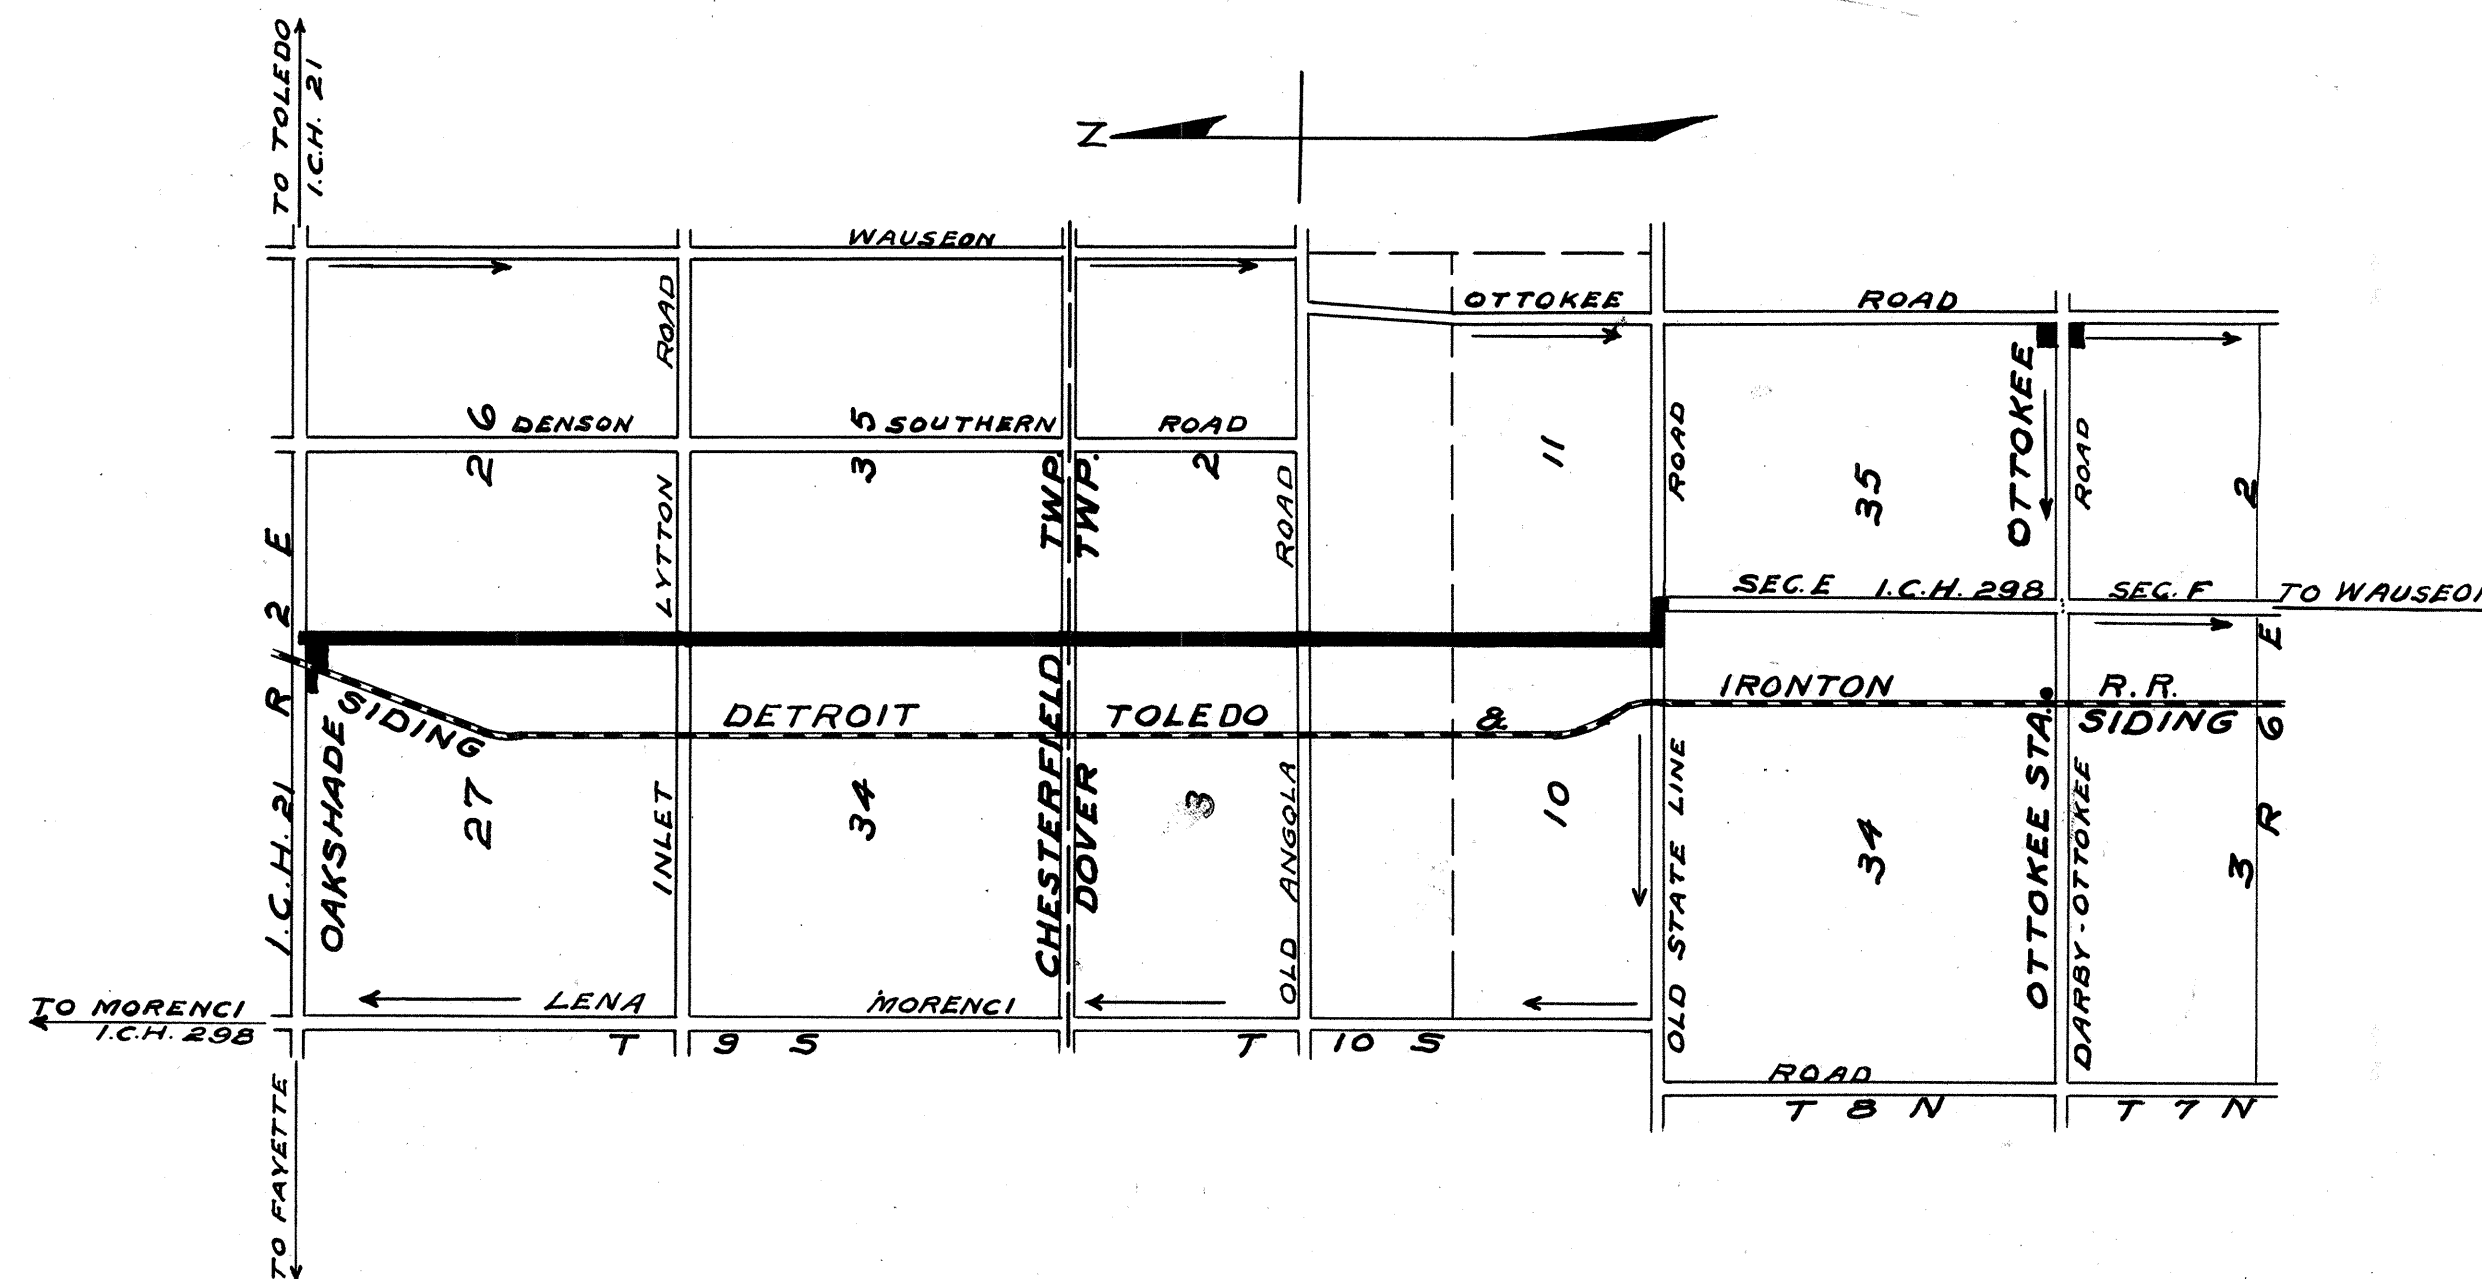 TO TOLEDO
I.C.H. 21
N
WAUSEON
OTTOKEE ROAD
6 DENSON 5 SOUTHERN ROAD
2 3 2
11
35
2
ROAD
LYTTON
INLET
TWP.
TWP.
CHESTERFIELD
DOVER
ROAD
OLD ANGOLA
ROAD
OLD STATE LINE
OTTOKEE
ROAD
DARBY-OTTOKEE
SEC. E I.C.H. 298 SEC. F TO WAUSEON
I.C.H. 21 R 2 E
OAKSHADE
SIDING
DETROIT TOLEDO & IRONTON R.R.
SIDING
OTTOKEE STA.
R 6 E
27
34
3
10
34
3
TO MORENCI
I.C.H. 298
LENA MORENCI
ROAD
T 9 S T 10 S
T 8 N T 7 N
TO FAYETTE